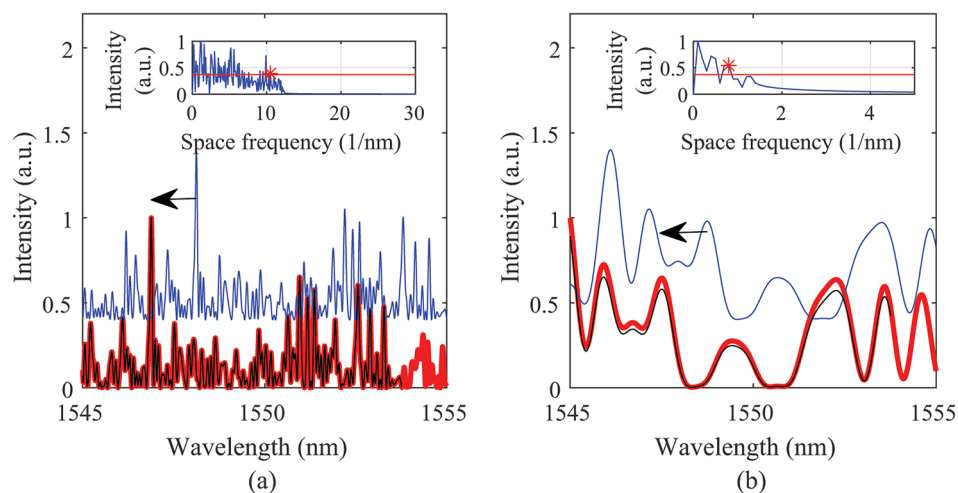 2
1.5
1
0.5
0
Intensity (a.u.)
1545
1550
1555
Wavelength (nm)
(a)
Intensity
(a.u.)
1
0.5
0
0
10
20
30
Space frequency (1/nm)
2
1.5
1
0.5
0
Intensity (a.u.)
1545
1550
1555
Wavelength (nm)
(b)
Intensity
(a.u.)
1
0.5
0
0
2
4
Space frequency (1/nm)